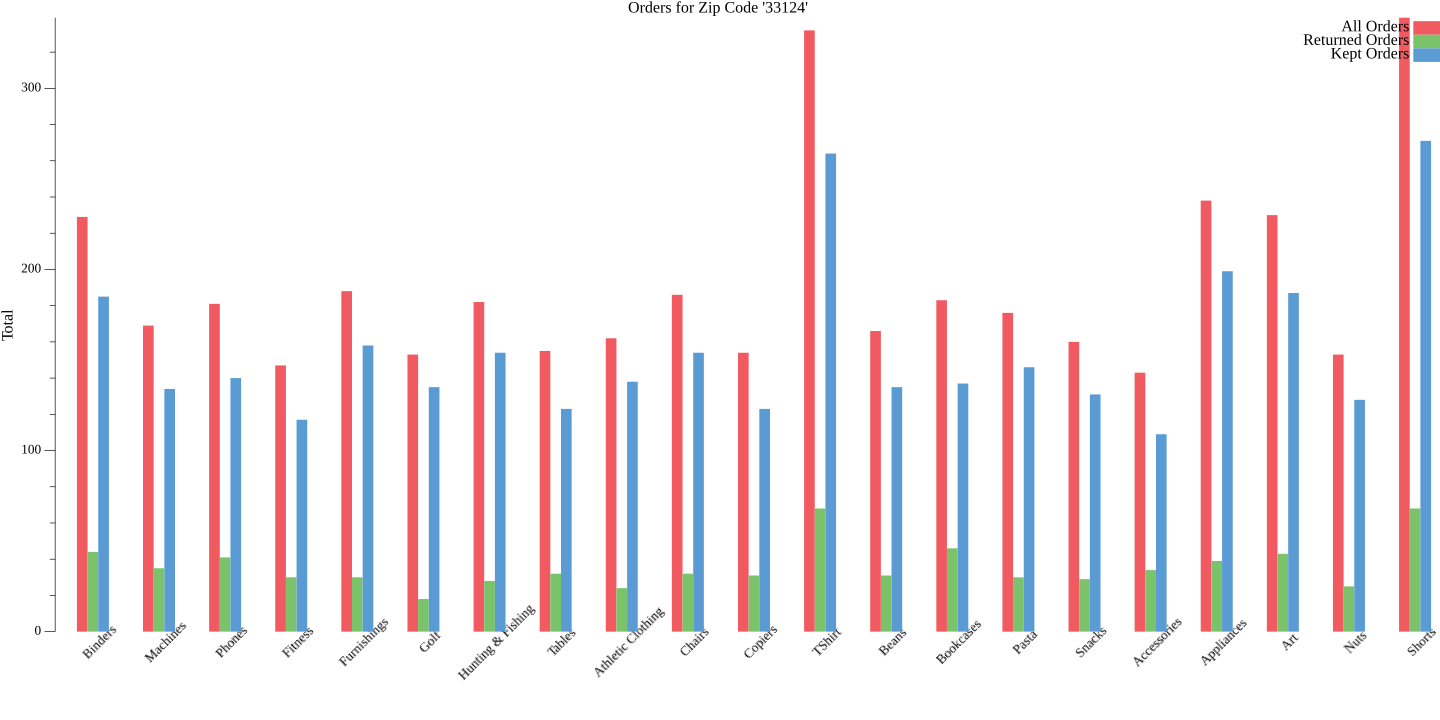 Orders for Zip Code '33124'
All Orders
Returned Orders
Kept Orders
300
200
100
0
Total
Binders
Machines
Phones
Fitness
Furnishings
Golf
Hunting & Fishing
Tables
Athletic Clothing
Chairs
Copiers
TShirt
Beans
Bookcases
Pasta
Snacks
Accessories
Appliances
Art
Nuts
Shorts